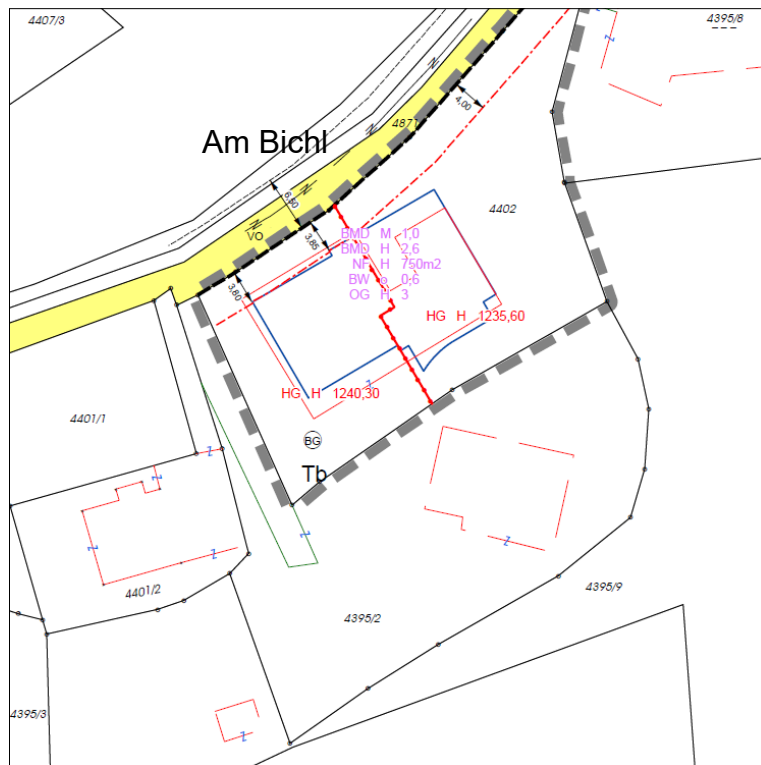 4407/3
4395/8
4871
4,00
Am Bichl
N
N
N
N
6,50
VO
3,85
3,80
4402
BMD M 1,0
BMD H 2,6
NF H 750m2
BW o 0,6
OG H 3
HG H 1235,60
HG H 1240,30
4401/1
BG
Tb
Z
Z
Z
Z
Z
Z
Z
Z
4401/2
4395/2
4395/9
4395/3
Z